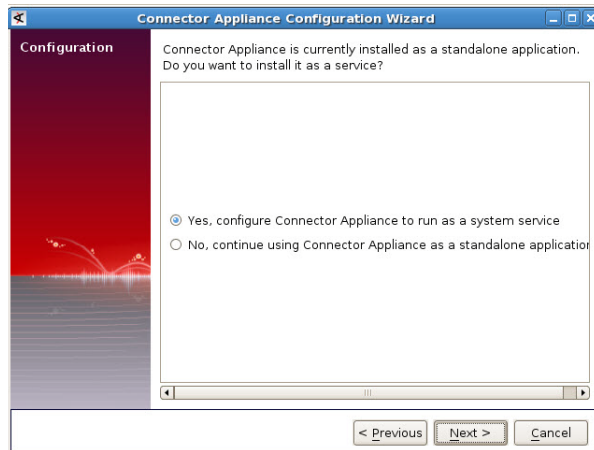 Connector Appliance Configuration Wizard
Configuration
Connector Appliance is currently installed as a standalone application.
Do you want to install it as a service?
Yes, configure Connector Appliance to run as a system service
No, continue using Connector Appliance as a standalone application
< Previous
Next >
Cancel